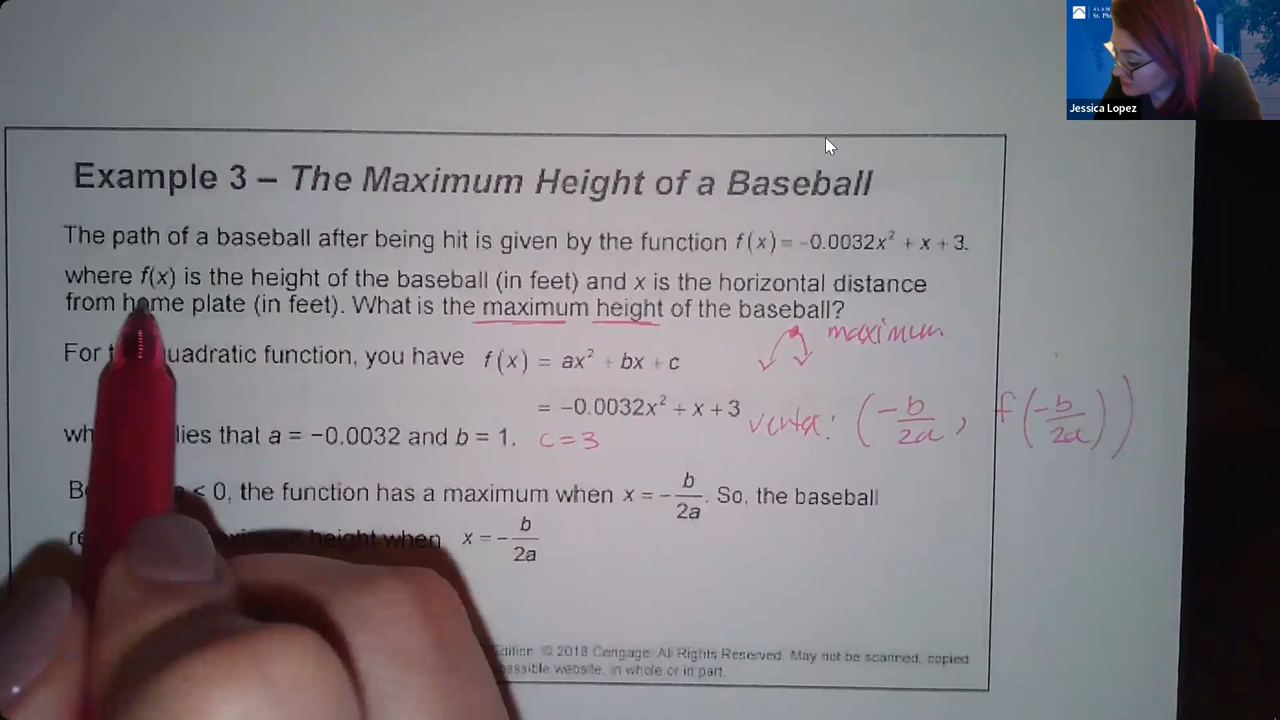 ALAM
St. Phi
Jessica Lopez
Example 3 – The Maximum Height of a Baseball
The path of a baseball after being hit is given by the function f(x) = -0.0032x² + x + 3.
where f(x) is the height of the baseball (in feet) and x is the horizontal distance
from home plate (in feet). What is the maximum height of the baseball?
maximum
For uadratic function, you have f(x) = ax² + bx + c
= -0.0032x² + x + 3
vertex: (-b/2a, f(-b/2a))
wh lies that a = −0.0032 and b = 1. c=3
< 0, the function has a maximum when x = -b/2a. So, the baseball
height when x = -b/2a
Edition. © 2018 Cengage. All Rights Reserved. May not be scanned, copied
website, in whole or in part.